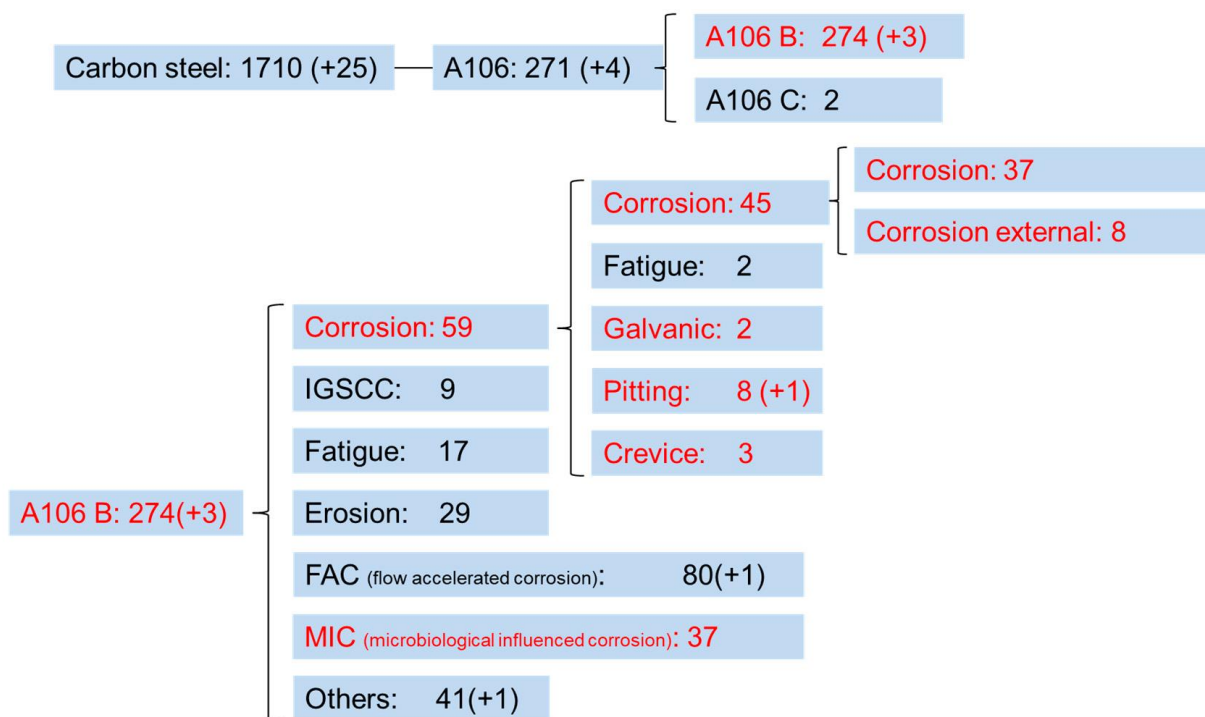 Carbon steel: 1710 (+25)
A106: 271 (+4)
A106 B: 274 (+3)
A106 C: 2
Corrosion: 45
Corrosion: 37
Corrosion external: 8
Fatigue: 2
Galvanic: 2
Pitting: 8 (+1)
Crevice: 3
A106 B: 274(+3)
Corrosion: 59
IGSCC: 9
Fatigue: 17
Erosion: 29
FAC (flow accelerated corrosion): 80(+1)
MIC (microbiological influenced corrosion): 37
Others: 41(+1)